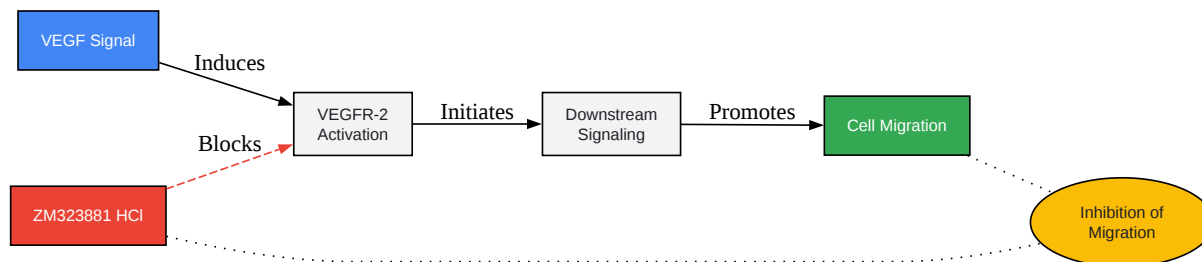 VEGF Signal
Induces
VEGFR-2
Activation
Initiates
Downstream
Signaling
Promotes
Cell Migration
Blocks
ZM323881 HCl
Inhibition of
Migration